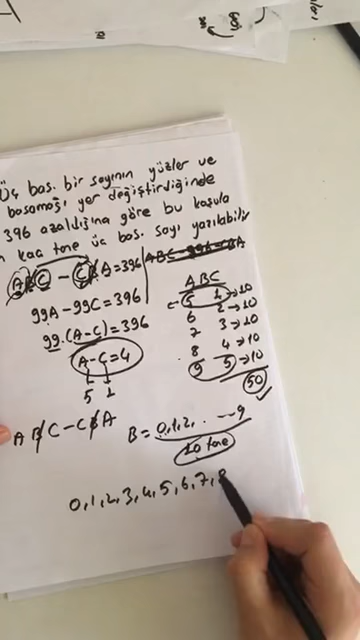 Üç bas. bir sayının yüzler ve
basamağı yer değiştirdiğinde
396 azaldığına göre bu koşula
kaç tane üç bas. sayı yazılabilir
ABC - CBA = 396
99A - 99C = 396
99.(A-C) = 396
A-C = 4
5 1
ABC
5 1 → 10
6 2 → 10
7 3 → 10
8 4 → 10
9 5 → 10
50
ABC - CBA
B = 0,1,2, . . --- 9
10 tane
0,1,2,3,4,5,6,7,8